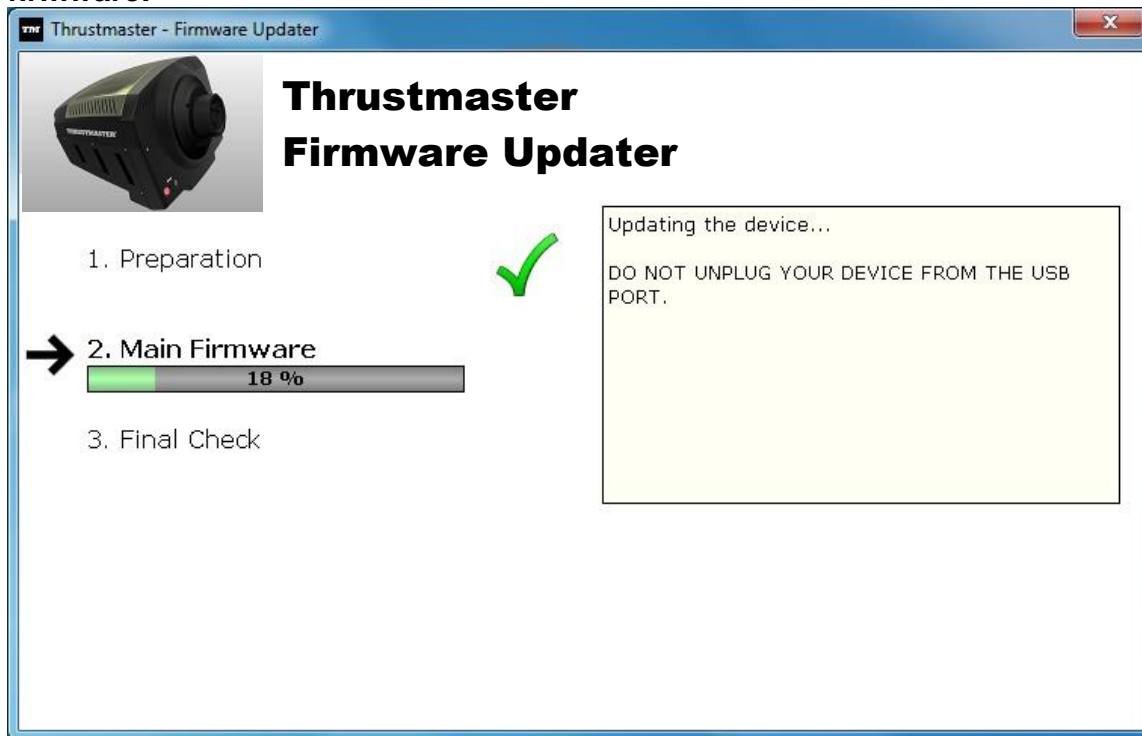 Thrustmaster - Firmware Updater
Thrustmaster
Firmware Updater
1. Preparation
2. Main Firmware
18 %
3. Final Check
Updating the device...
DO NOT UNPLUG YOUR DEVICE FROM THE USB
PORT.